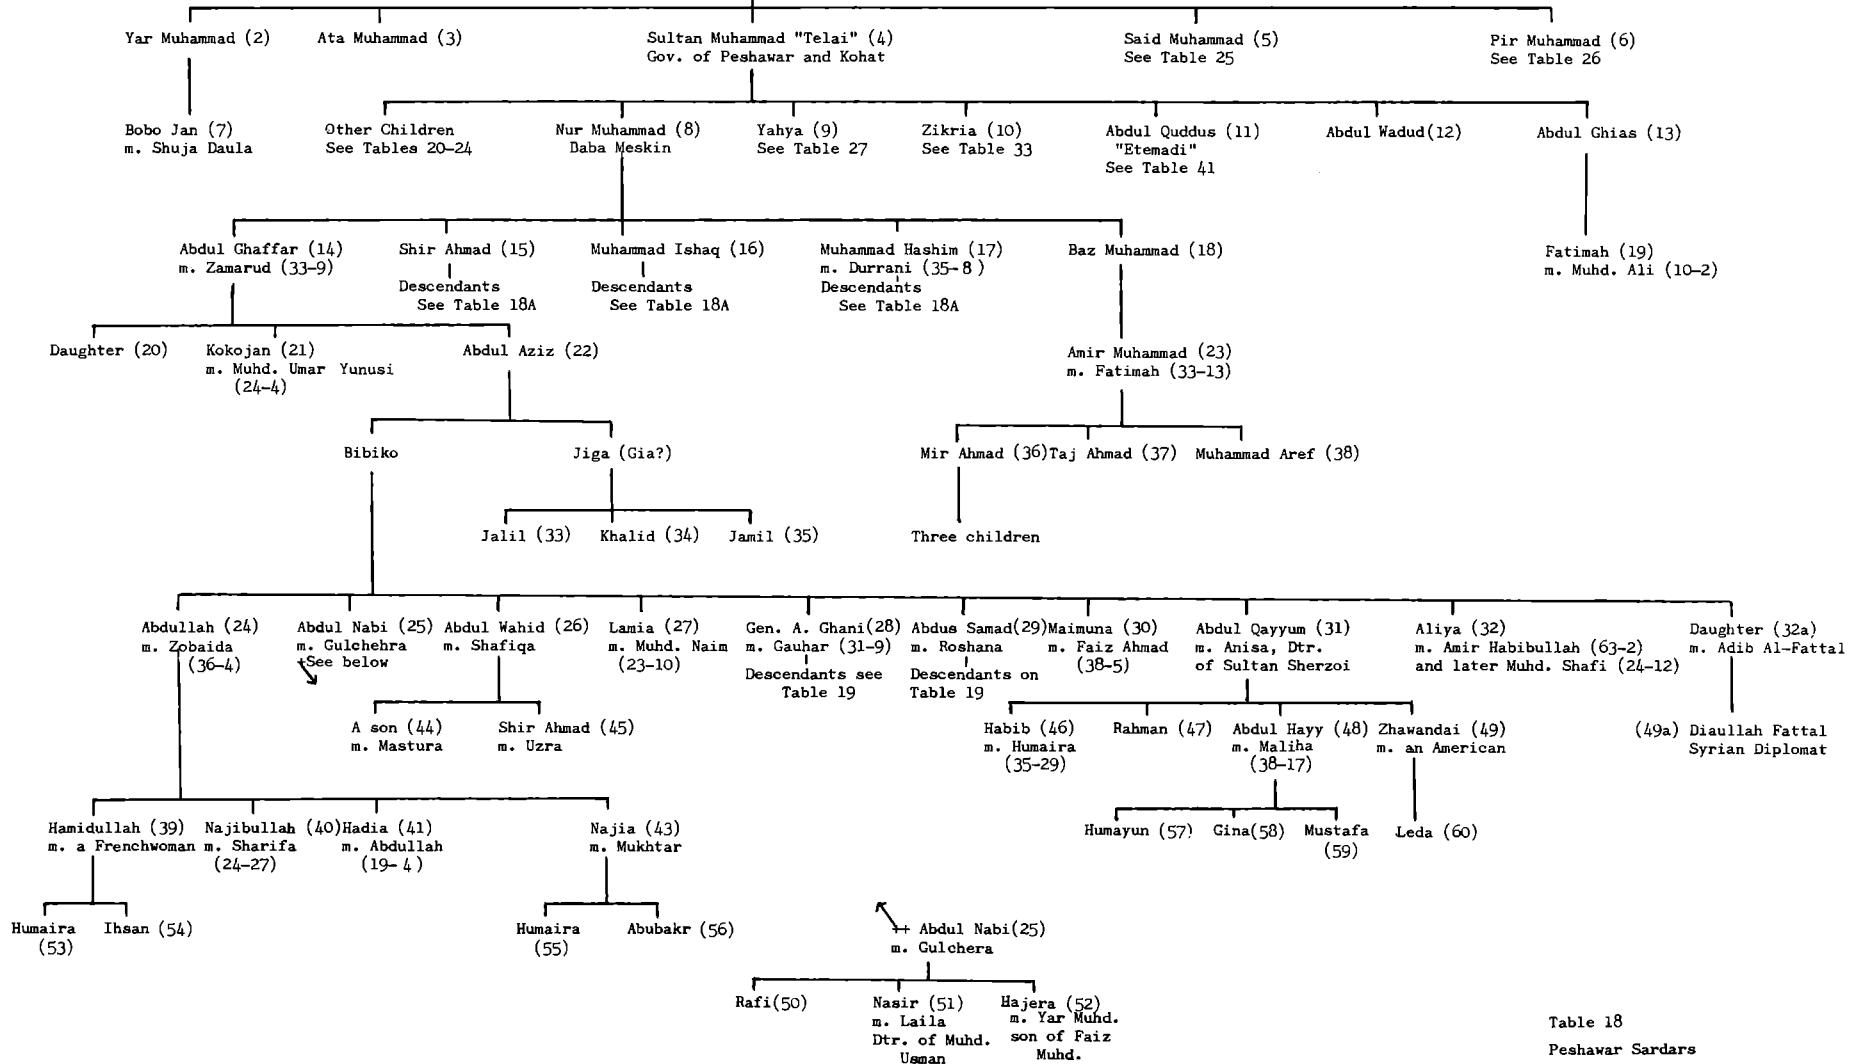 Yar Muhammad (2)
Ata Muhammad (3)
Sultan Muhammad "Telai" (4)
Gov. of Peshawar and Kohat
Said Muhammad (5)
See Table 25
Pir Muhammad (6)
See Table 26
Bobo Jan (7)
m. Shuja Daula
Other Children
See Tables 20-24
Nur Muhammad (8)
Baba Meskin
Yahya (9)
See Table 27
Zikria (10)
See Table 33
Abdul Quddus (11)
"Etemadi"
See Table 41
Abdul Wadud(12)
Abdul Ghias (13)
Abdul Ghaffar (14)
m. Zamarud (33-9)
Shir Ahmad (15)
Descendants
See Table 18A
Muhammad Ishaq (16)
Descendants
See Table 18A
Muhammad Hashim (17)
m. Durrani (35-8 )
Descendants
See Table 18A
Baz Muhammad (18)
Fatimah (19)
m. Muhd. Ali (10-2)
Daughter (20)
Kokojan (21)
m. Muhd. Umar Yunusi
(24-4)
Abdul Aziz (22)
Amir Muhammad (23)
m. Fatimah (33-13)
Bibiko
Jiga (Gia?)
Mir Ahmad (36)
Taj Ahmad (37)
Muhammad Aref (38)
Jalil (33)
Khalid (34)
Jamil (35)
Three children
Abdullah (24)
m. Zobaida
(36-4)
Abdul Nabi (25)
m. Gulchehra
+See below
Abdul Wahid (26)
m. Shafiqa
Lamia (27)
m. Muhd. Naim
(23-10)
Gen. A. Ghani(28)
m. Gauhar (31-9)
Descendants see
Table 19
Abdus Samad(29)
m. Roshana
Descendants on
Table 19
Maimuna (30)
m. Faiz Ahmad
(38-5)
Abdul Qayyum (31)
m. Anisa, Dtr.
of Sultan Sherzoi
Aliya (32)
m. Amir Habibullah (63-2)
and later Muhd. Shafi (24-12)
Daughter (32a)
m. Adib Al-Fattal
A son (44)
m. Mastura
Shir Ahmad (45)
m. Uzra
Habib (46)
m. Humaira
(35-29)
Rahman (47)
Abdul Hayy (48)
m. Maliha
(38-17)
Zhawandai (49)
m. an American
(49a) Diaullah Fattal
Syrian Diplomat
Hamidullah (39)
m. a Frenchwoman
Najibullah (40)
m. Sharifa
(24-27)
Hadia (41)
m. Abdullah
(19- 4 )
Najia (43)
m. Mukhtar
Humayun (57)
Gina(58)
Mustafa
(59)
Leda (60)
Humaira
(53)
Ihsan (54)
Humaira
(55)
Abubakr (56)
++ Abdul Nabi(25)
m. Gulchera
Rafi(50)
Nasir (51)
m. Laila
Dtr. of Muhd.
Usman
Hajera (52)
m. Yar Muhd.
son of Faiz
Muhd.
Table 18
Peshawar Sardars